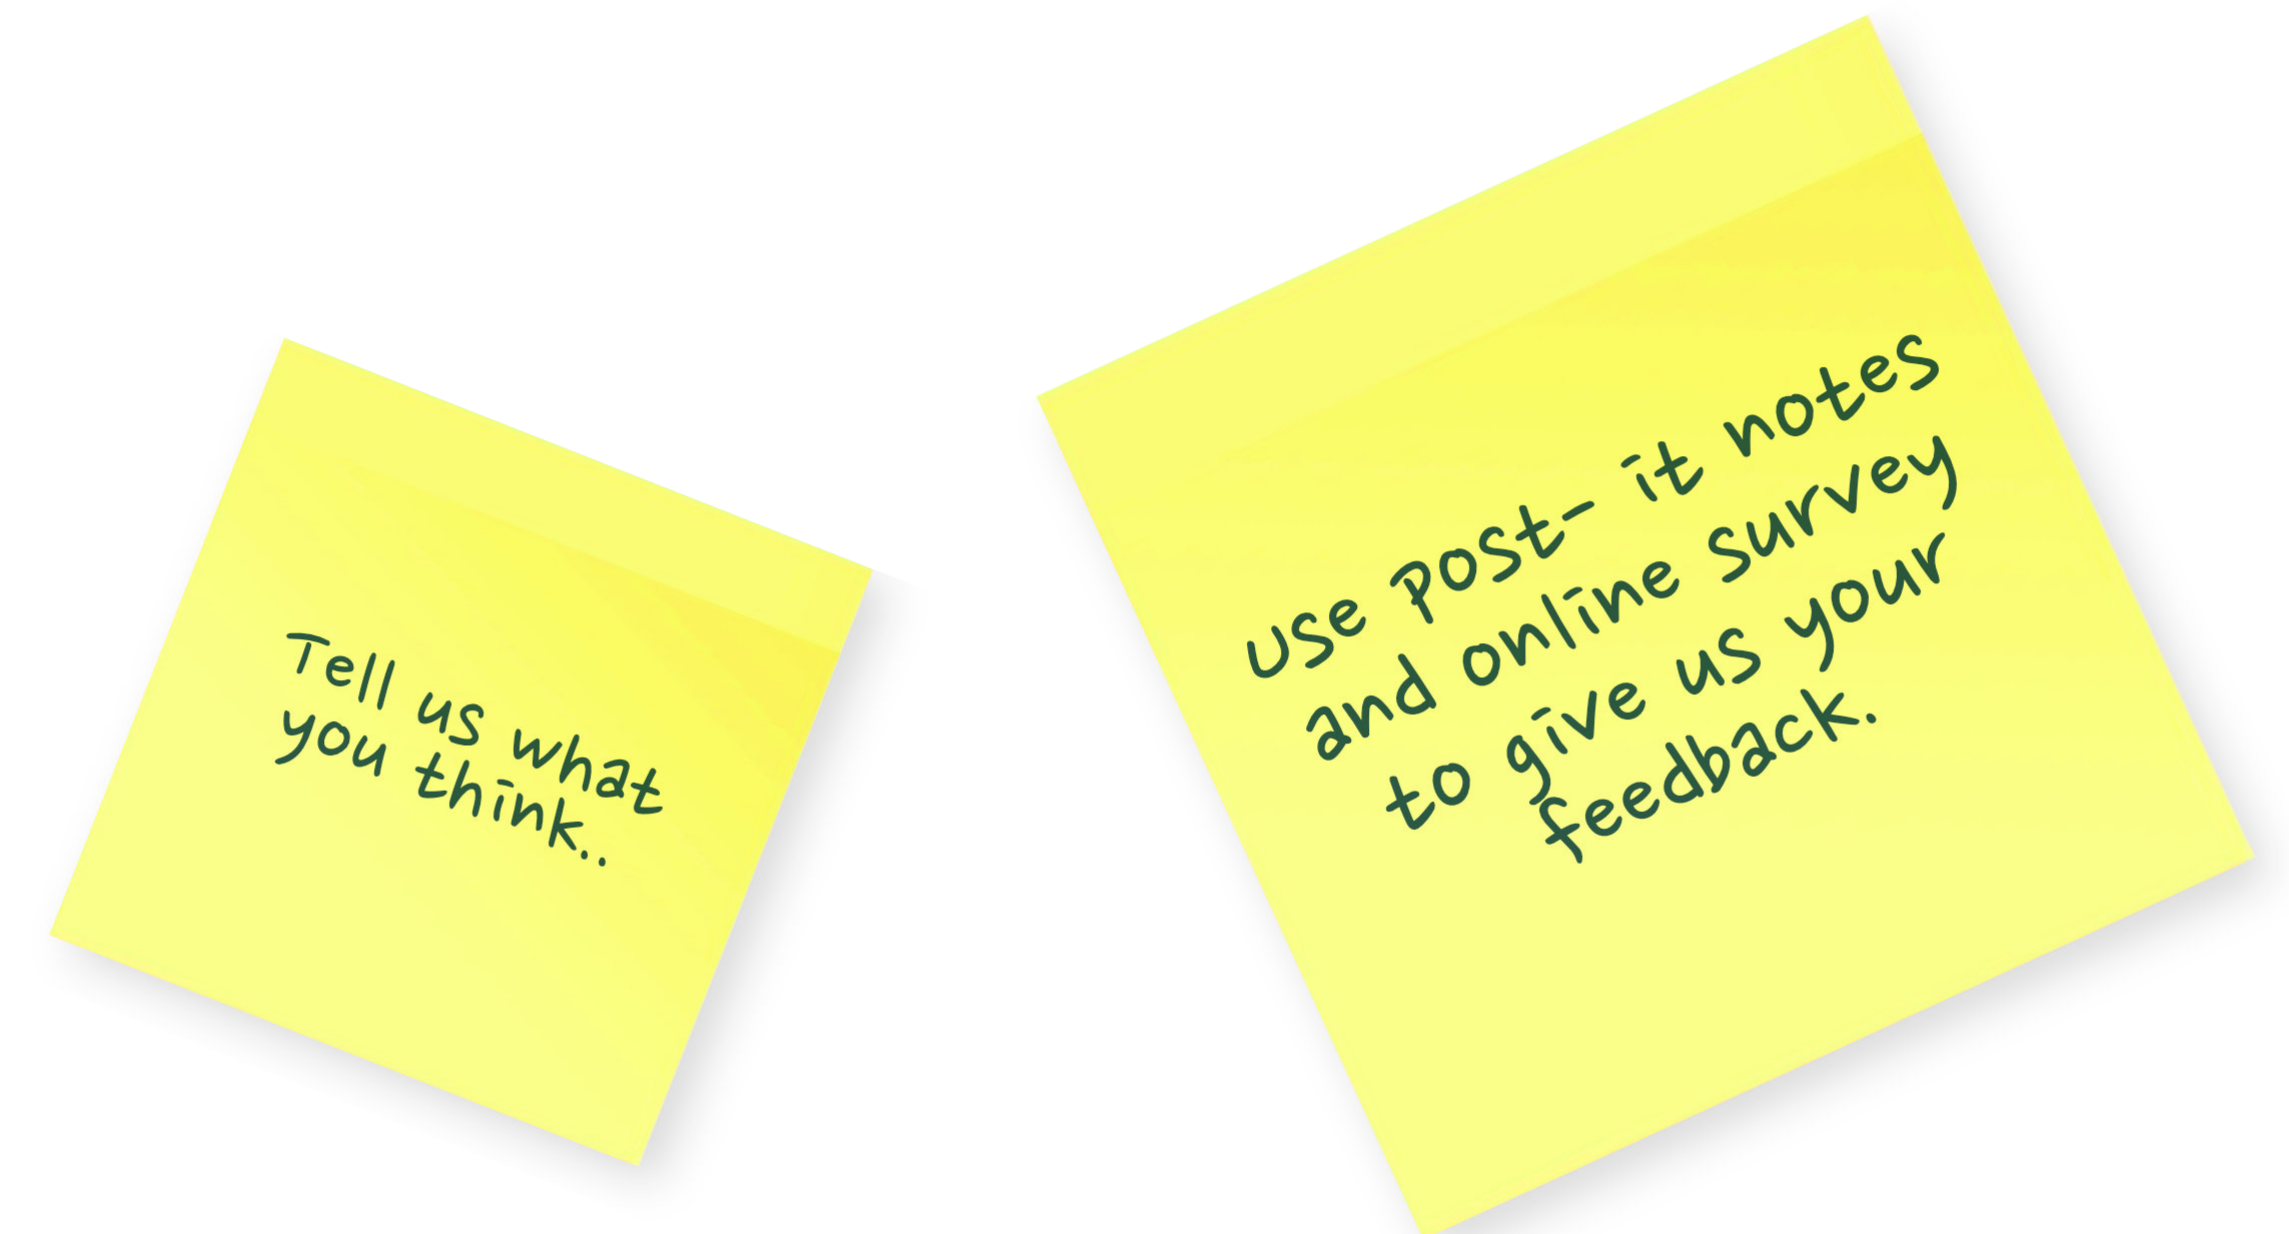 Tell us what
you think..
use post- it notes
and online survey
to give us your
feedback.